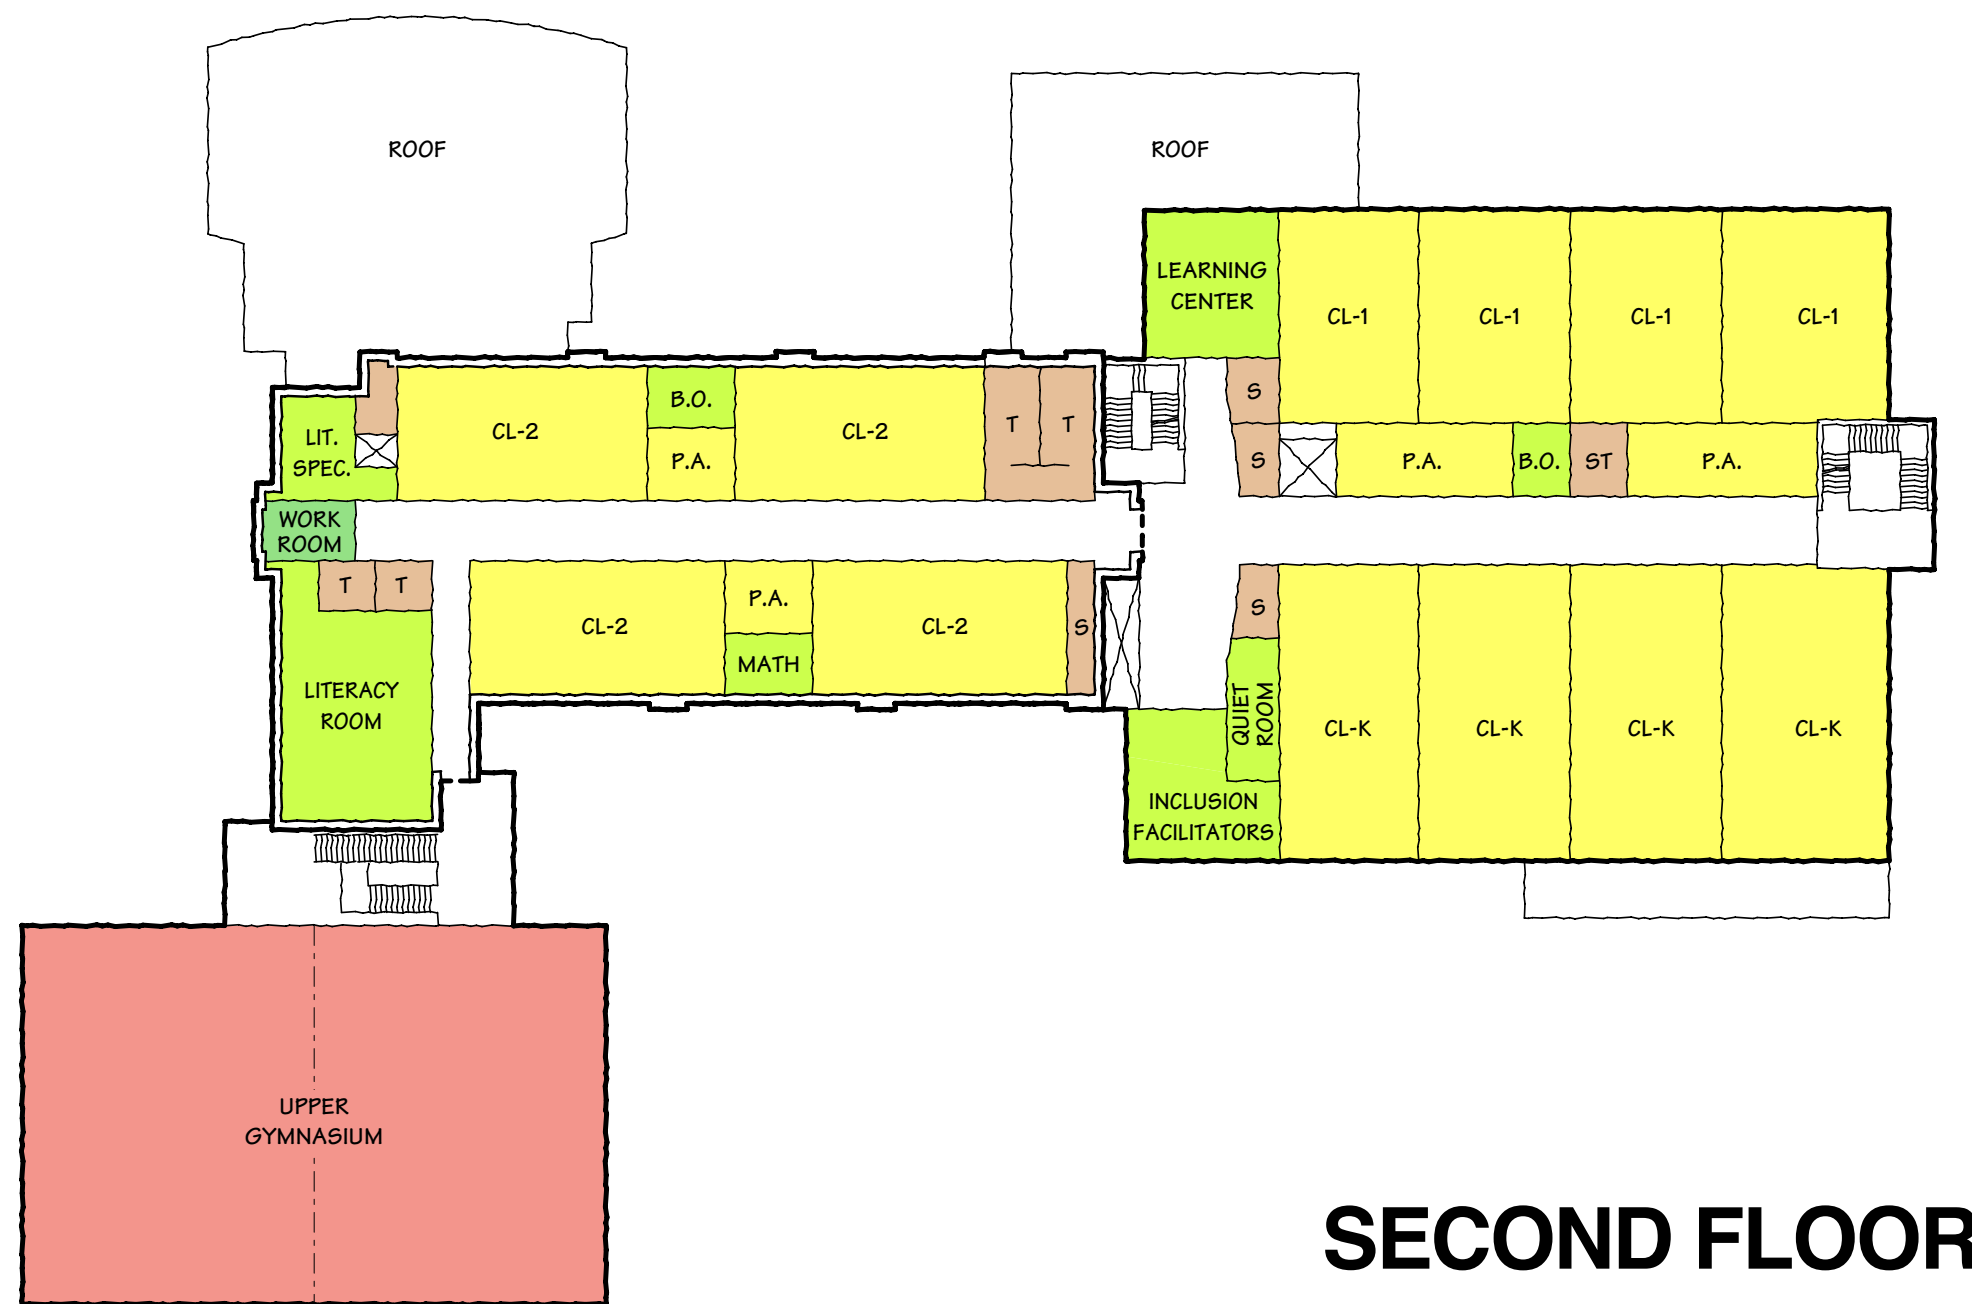 ROOF
ROOF
LEARNING
CENTER
CL-1
CL-1
CL-1
CL-1
S
B.O.
T
T
CL-2
CL-2
LIT.
SPEC.
P.A.
S
P.A.
B.O.
ST
P.A.
WORK
ROOM
T
T
P.A.
S
CL-2
CL-2
S
MATH
LITERACY
ROOM
QUIET
ROOM
CL-K
CL-K
CL-K
CL-K
INCLUSION
FACILITATORS
UPPER
GYMNASIUM
SECOND FLOOR